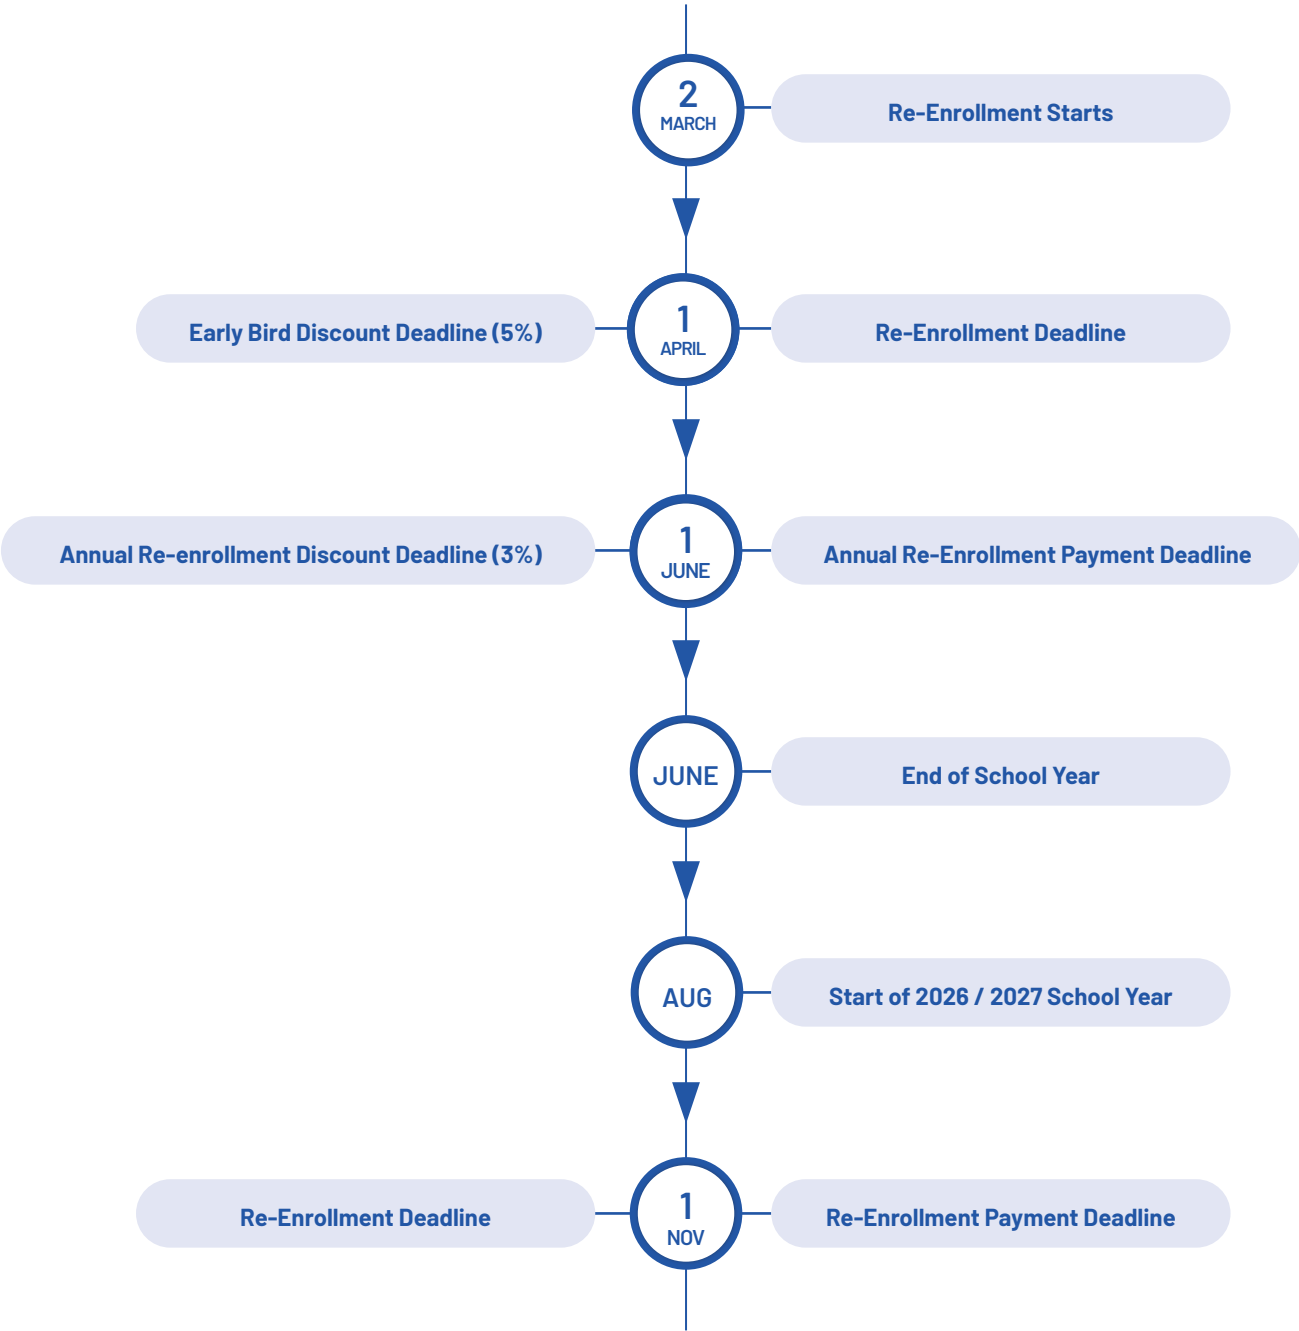 2
MARCH
Re-Enrollment Starts
Early Bird Discount Deadline (5%)
1
APRIL
Re-Enrollment Deadline
Annual Re-enrollment Discount Deadline (3%)
1
JUNE
Annual Re-Enrollment Payment Deadline
JUNE
End of School Year
AUG
Start of 2026 / 2027 School Year
Re-Enrollment Deadline
1
NOV
Re-Enrollment Payment Deadline